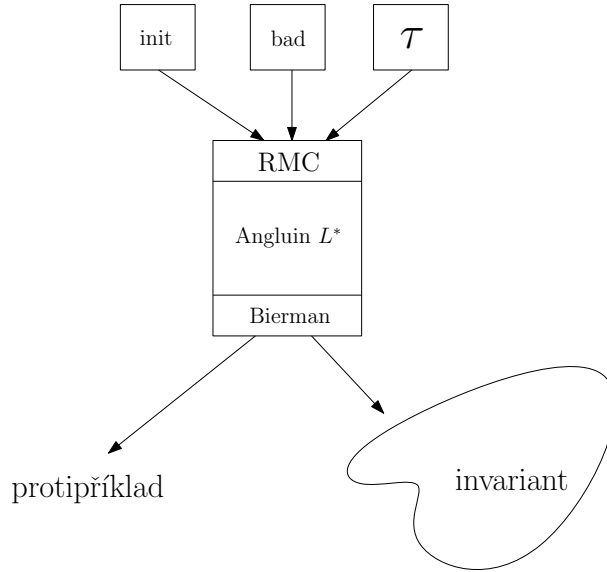 init
bad
τ
RMC
Angluin L*
Bierman
protipříklad
invariant